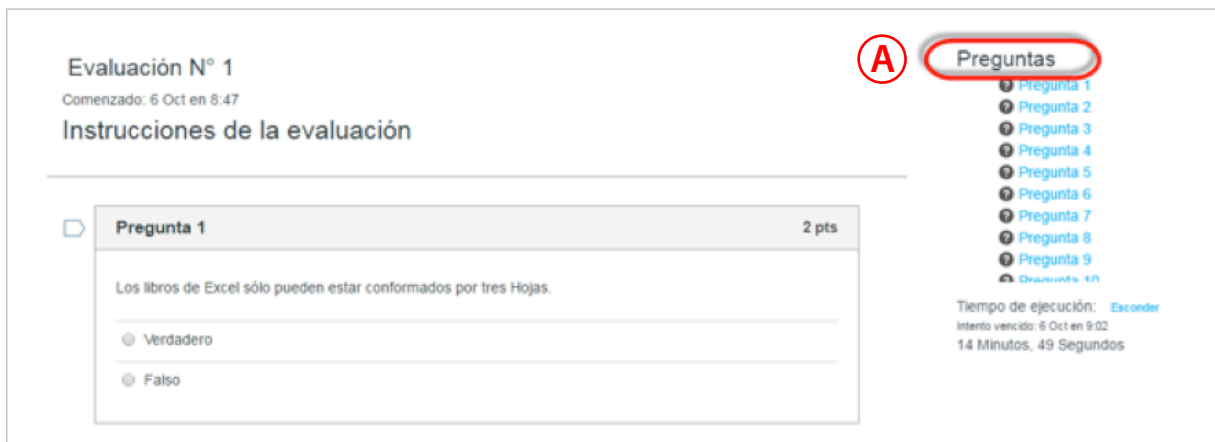 Evaluación N° 1
Comenzado: 6 Oct en 8:47
Instrucciones de la evaluación
Pregunta 1
2 pts
Los libros de Excel sólo pueden estar conformados por tres Hojas.
Verdadero
Falso
A
Preguntas
Pregunta 1
Pregunta 2
Pregunta 3
Pregunta 4
Pregunta 5
Pregunta 6
Pregunta 7
Pregunta 8
Pregunta 9
Pregunta 10
Tiempo de ejecución: Esconder
Intento vencido: 6 Oct en 9:02
14 Minutos, 49 Segundos